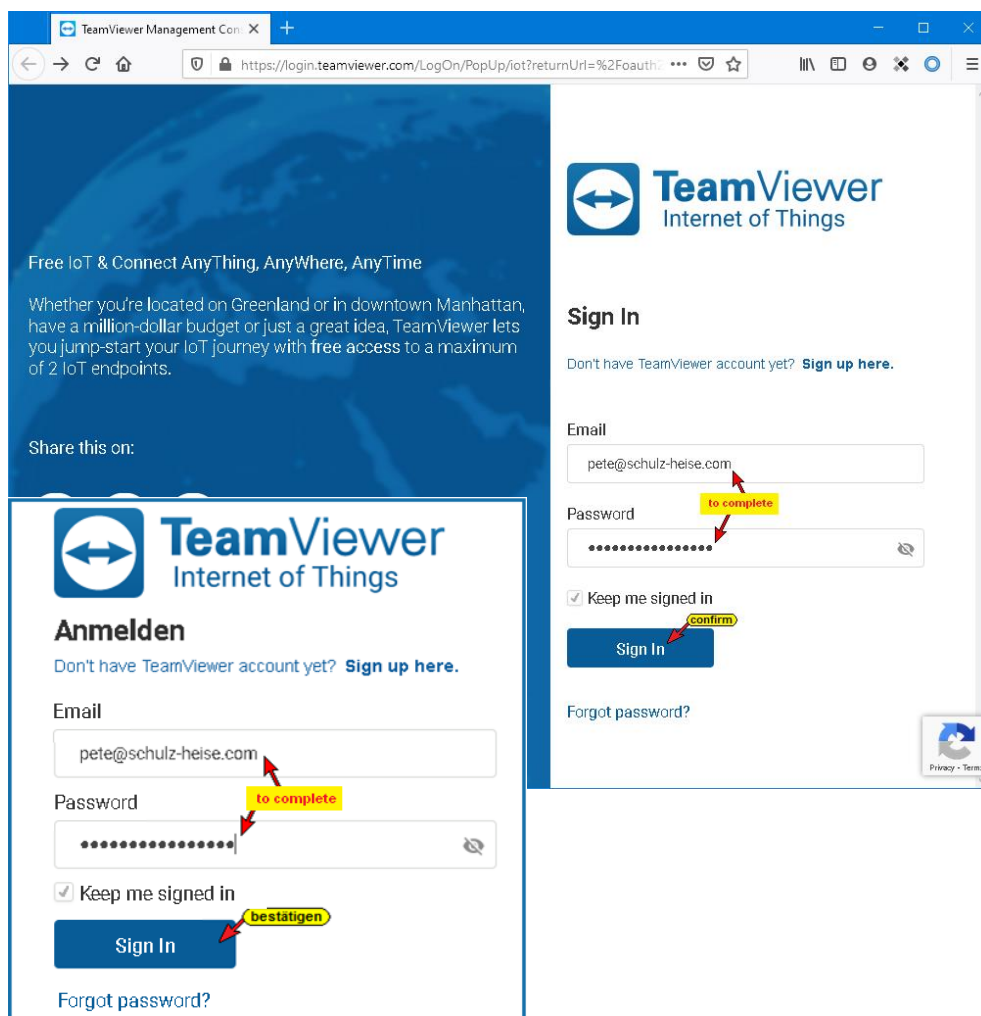 TeamViewer Management Con
https://login.teamviewer.com/LogOn/PopUp/iot?returnUrl=%2Foauth2
TeamViewer
Internet of Things
Free IoT & Connect AnyThing, AnyWhere, AnyTime
Whether you're located on Greenland or in downtown Manhattan,
have a million-dollar budget or just a great idea, TeamViewer lets
you jump-start your IoT journey with free access to a maximum
of 2 IoT endpoints.
Share this on:
Sign In
Don't have TeamViewer account yet? Sign up here.
Email
pete@schulz-heise.com
to complete
Password
••••••••••••••••
Keep me signed in
confirm
Sign In
Forgot password?
Privacy - Terms
TeamViewer
Internet of Things
Anmelden
Don't have TeamViewer account yet? Sign up here.
Email
pete@schulz-heise.com
to complete
Password
••••••••••••••••
Keep me signed in
bestätigen
Sign In
Forgot password?